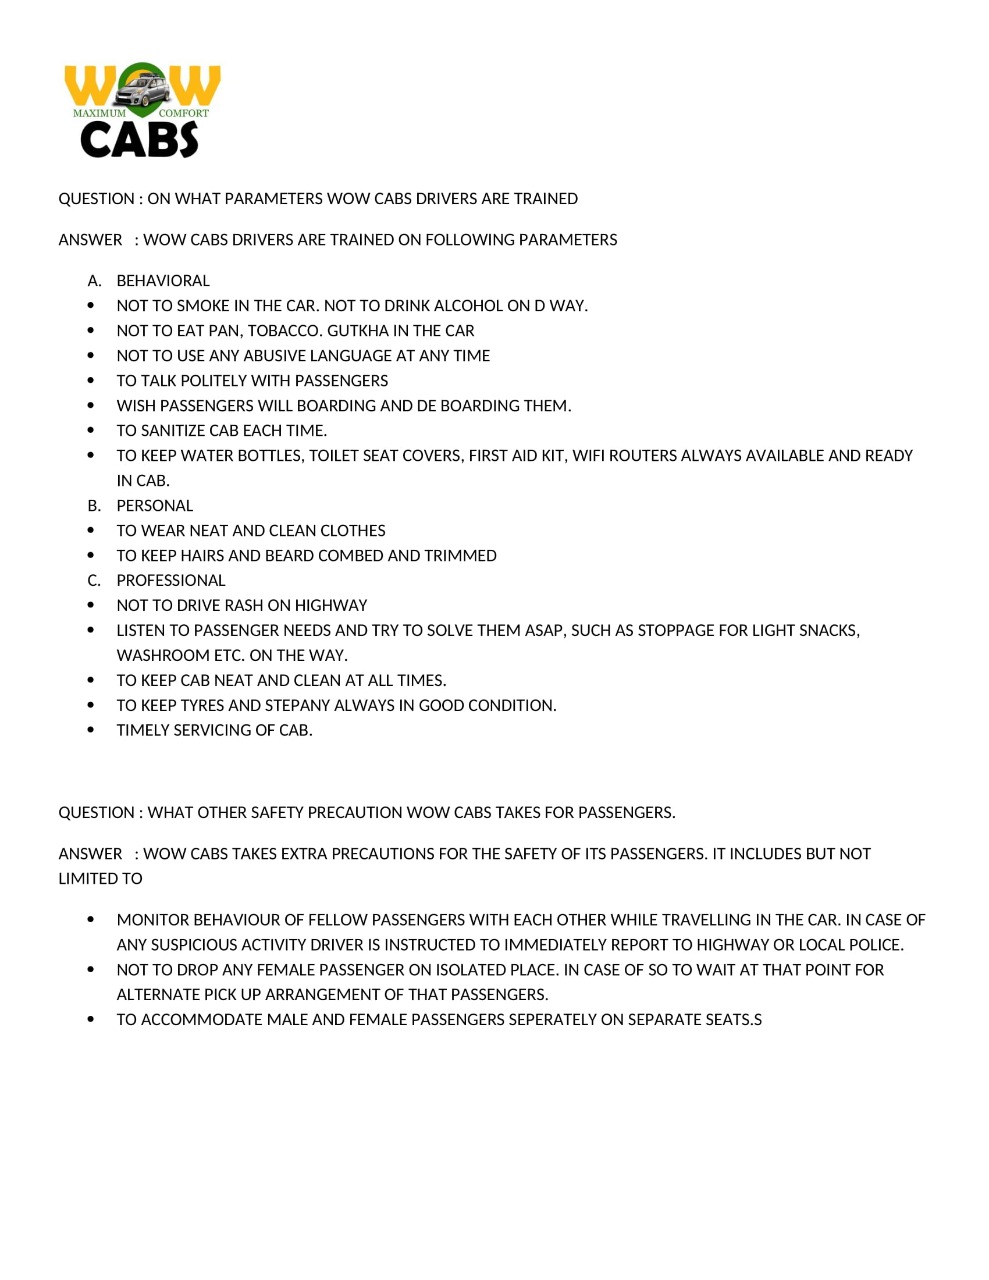 WOW
MAXIMUM COMFORT
CABS
QUESTION : ON WHAT PARAMETERS WOW CABS DRIVERS ARE TRAINED
ANSWER : WOW CABS DRIVERS ARE TRAINED ON FOLLOWING PARAMETERS
A. BEHAVIORAL
• NOT TO SMOKE IN THE CAR. NOT TO DRINK ALCOHOL ON D WAY.
• NOT TO EAT PAN, TOBACCO. GUTKHA IN THE CAR
• NOT TO USE ANY ABUSIVE LANGUAGE AT ANY TIME
• TO TALK POLITELY WITH PASSENGERS
• WISH PASSENGERS WILL BOARDING AND DE BOARDING THEM.
• TO SANITIZE CAB EACH TIME.
• TO KEEP WATER BOTTLES, TOILET SEAT COVERS, FIRST AID KIT, WIFI ROUTERS ALWAYS AVAILABLE AND READY
IN CAB.
B. PERSONAL
• TO WEAR NEAT AND CLEAN CLOTHES
• TO KEEP HAIRS AND BEARD COMBED AND TRIMMED
C. PROFESSIONAL
• NOT TO DRIVE RASH ON HIGHWAY
• LISTEN TO PASSENGER NEEDS AND TRY TO SOLVE THEM ASAP, SUCH AS STOPPAGE FOR LIGHT SNACKS,
WASHROOM ETC. ON THE WAY.
• TO KEEP CAB NEAT AND CLEAN AT ALL TIMES.
• TO KEEP TYRES AND STEPANY ALWAYS IN GOOD CONDITION.
• TIMELY SERVICING OF CAB.
QUESTION : WHAT OTHER SAFETY PRECAUTION WOW CABS TAKES FOR PASSENGERS.
ANSWER : WOW CABS TAKES EXTRA PRECAUTIONS FOR THE SAFETY OF ITS PASSENGERS. IT INCLUDES BUT NOT
LIMITED TO
• MONITOR BEHAVIOUR OF FELLOW PASSENGERS WITH EACH OTHER WHILE TRAVELLING IN THE CAR. IN CASE OF
ANY SUSPICIOUS ACTIVITY DRIVER IS INSTRUCTED TO IMMEDIATELY REPORT TO HIGHWAY OR LOCAL POLICE.
• NOT TO DROP ANY FEMALE PASSENGER ON ISOLATED PLACE. IN CASE OF SO TO WAIT AT THAT POINT FOR
ALTERNATE PICK UP ARRANGEMENT OF THAT PASSENGERS.
• TO ACCOMMODATE MALE AND FEMALE PASSENGERS SEPERATELY ON SEPARATE SEATS.S